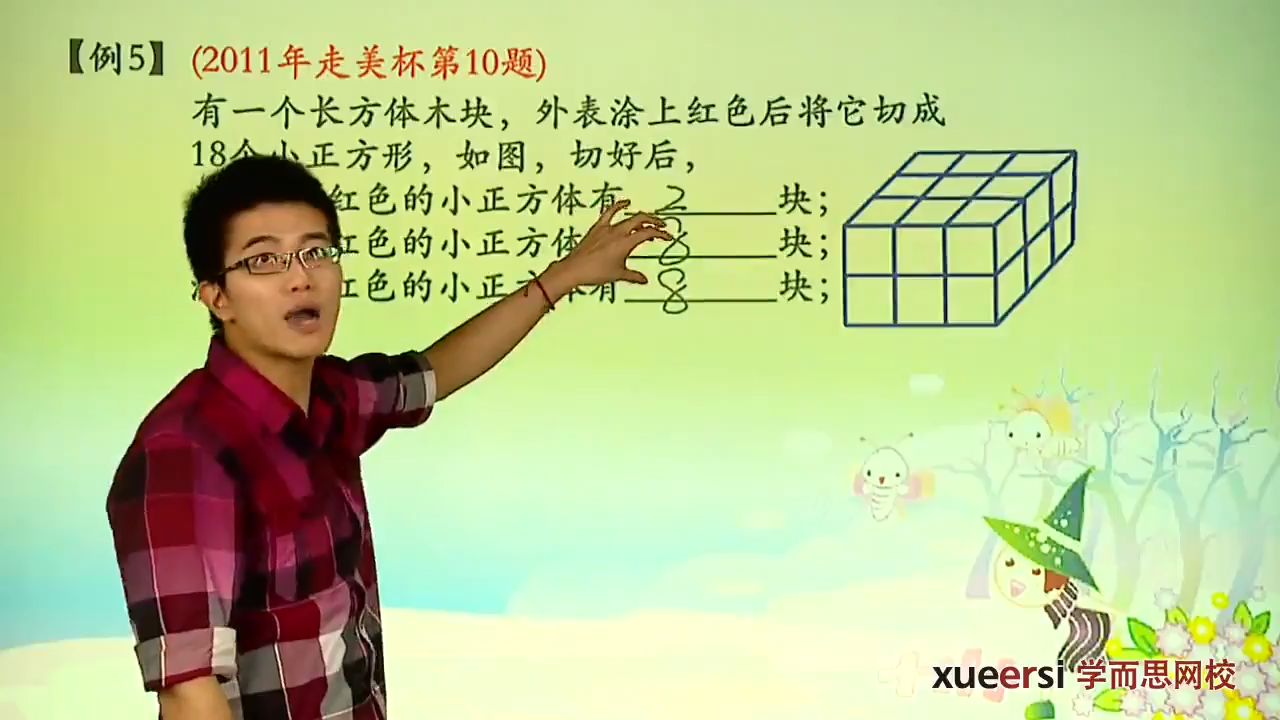 【例5】 (2011年走美杯第10题)
有一个长方体木块，外表涂上红色后将它切成
18个小正方形，如图，切好后，
红色的小正方体有 2 块；
红色的小正方体 8 块；
红色的小正方体有 8 块；
xueersi 学而思网校